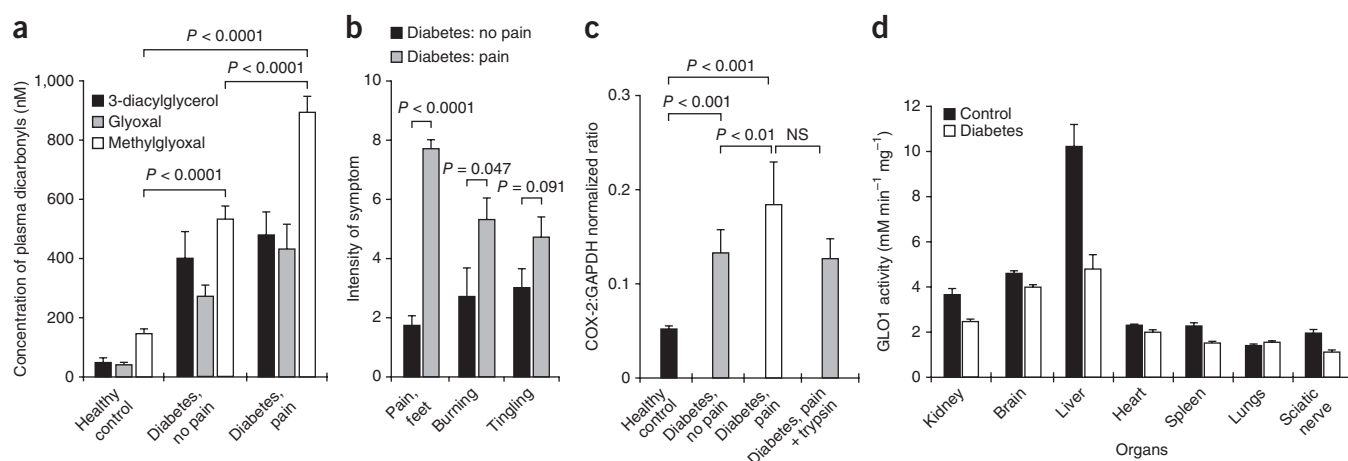 a
P < 0.0001
P < 0.0001
P < 0.0001
Concentration of plasma dicarbonyls (nM)
1,000
800
600
400
200
0
3-diacylglycerol
Glyoxal
Methylglyoxal
Healthy
control
Diabetes,
no pain
Diabetes,
pain
b
Diabetes: no pain
Diabetes: pain
Intensity of symptom
10
8
6
4
2
0
P < 0.0001
P = 0.047
P = 0.091
Pain,
feet
Burning
Tingling
c
P < 0.001
P < 0.001
P < 0.01
NS
COX-2:GAPDH normalized ratio
0.3
0.2
0.1
0
Healthy
control
Diabetes,
no pain
Diabetes,
pain
Diabetes, pain
+ trypsin
d
GLO1 activity (mM min⁻¹ mg⁻¹)
12
10
8
6
4
2
0
Control
Diabetes
Kidney
Brain
Liver
Heart
Spleen
Lungs
Sciatic
nerve
Organs